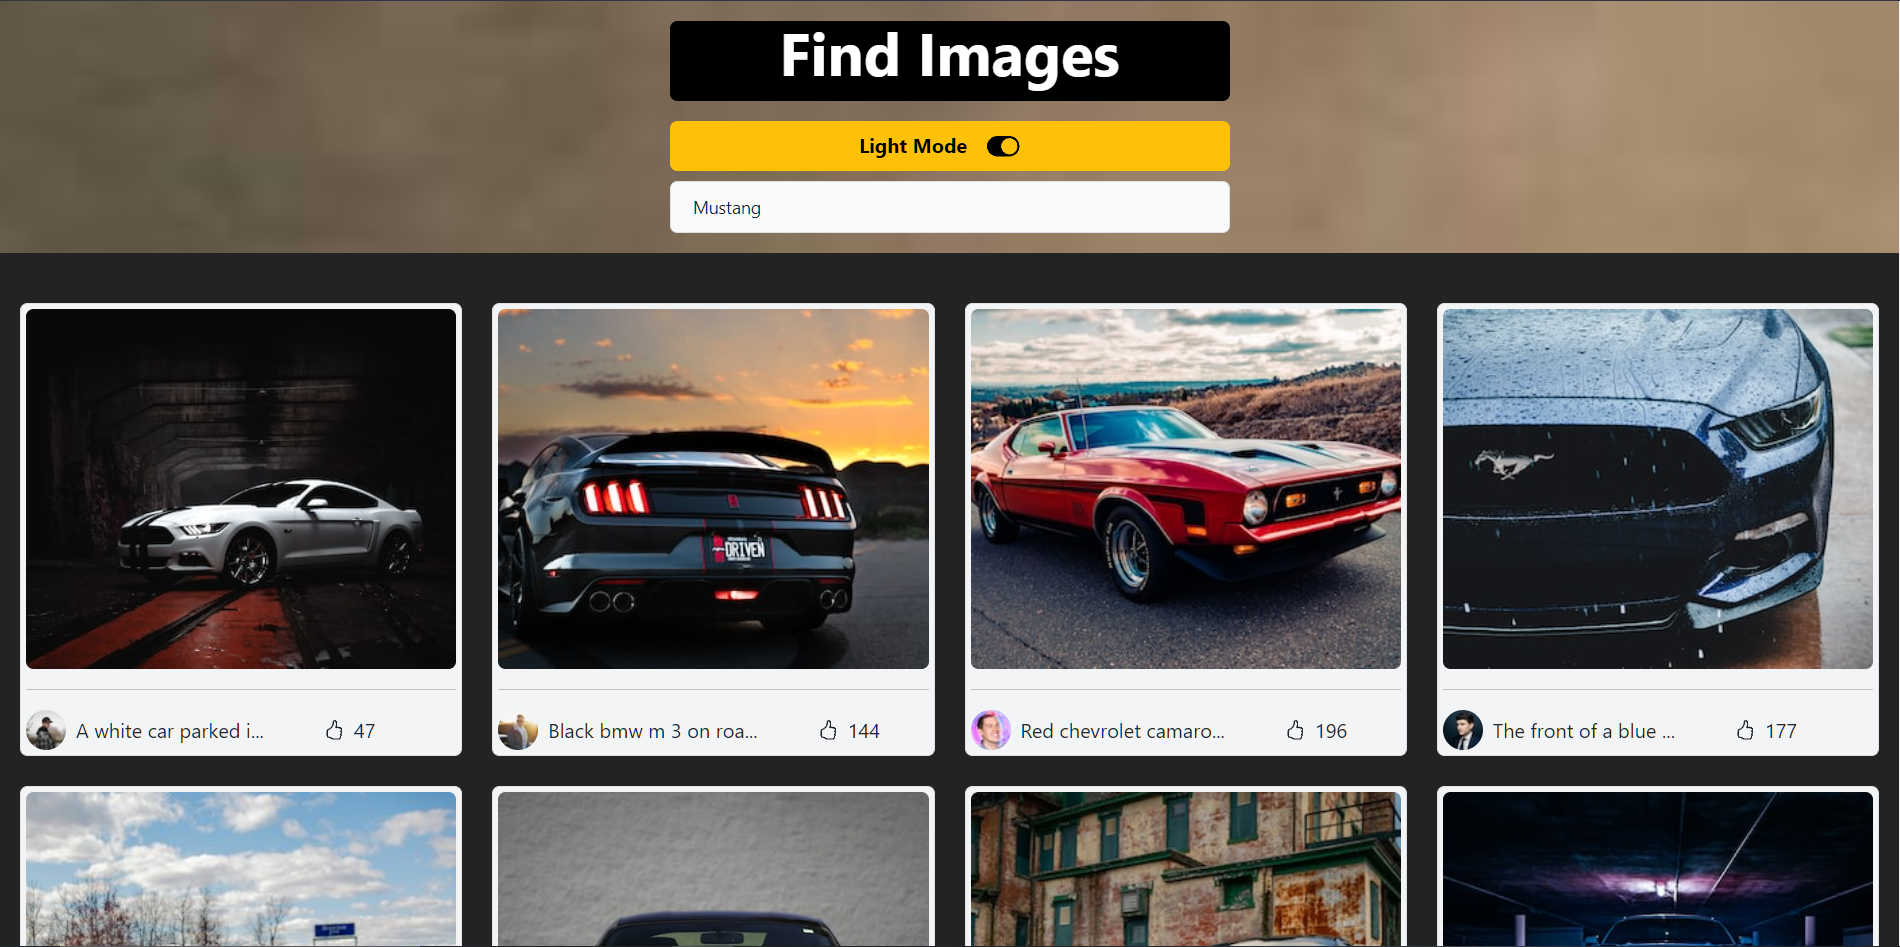 Find Images
Light Mode
Mustang
DRIVEN
A white car parked i...
47
Black bmw m 3 on roa...
144
Red chevrolet camaro...
196
The front of a blue ...
177